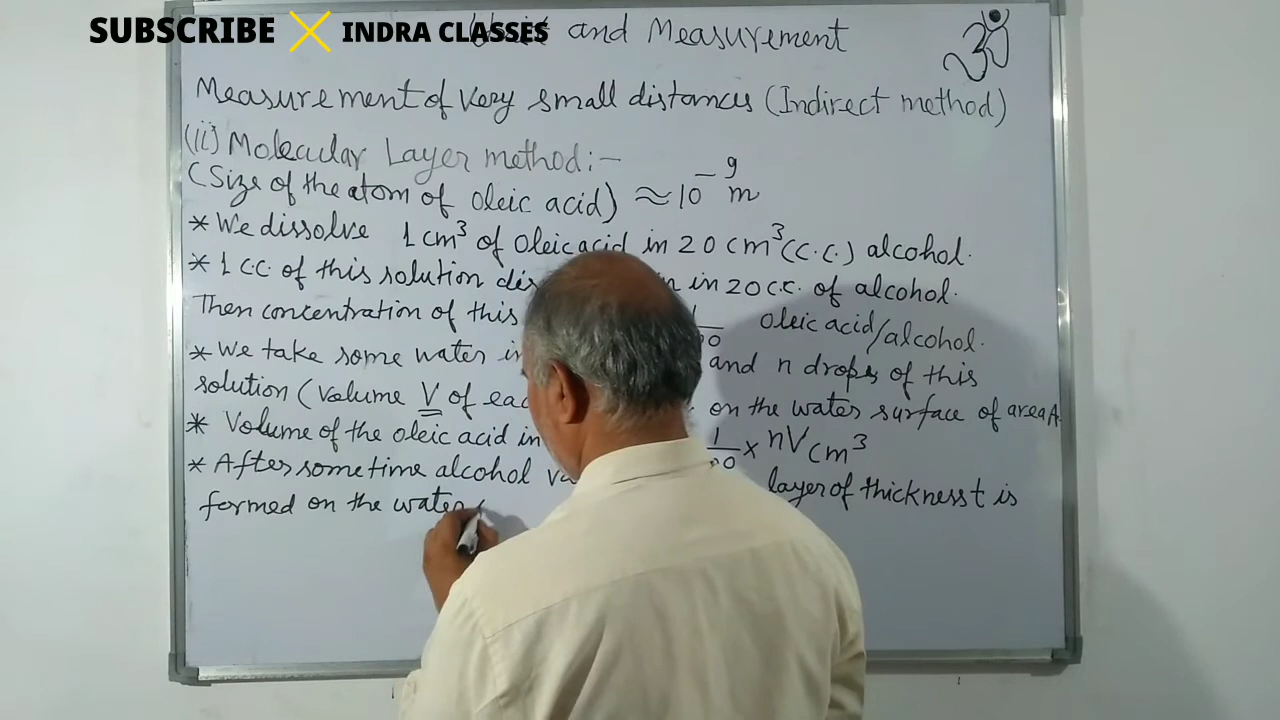 SUBSCRIBE INDRA CLASSES
and Measurement
ॐ
Measurement of very small distances (Indirect method)
(ii) Molecular Layer method:-
(Size of the atom of oleic acid) ≈ 10⁻⁹ m
* We dissolve 1 cm³ of oleic acid in 20 cm³ (c.c.) alcohol.
* 1 cc. of this solution in 20 c.c. of alcohol.
Then concentration of this oleic acid/alcohol.
* We take some water in and n drops of this
solution (volume V of on the water surface of area A.
* Volume of the oleic acid in × nV cm³
* After some time alcohol layer of thickness t is
formed on the water